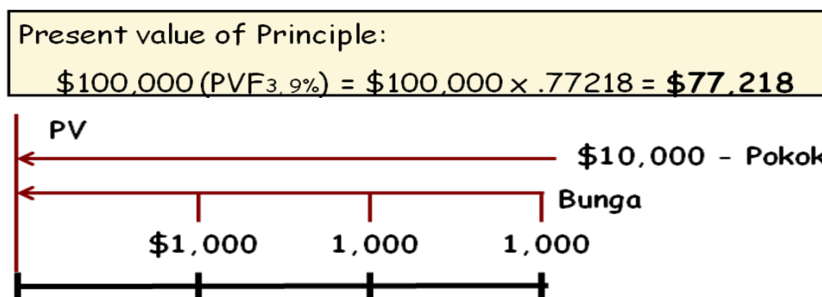 Present value of Principle:
$100,000 (PVF3, 9%) = $100,000 x .77218 = $77,218
PV
$10,000 - Pokok
Bunga
$1,000 1,000 1,000